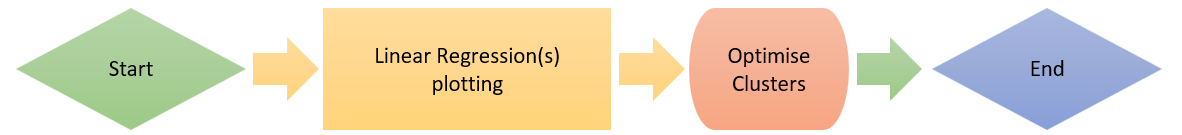 Start
Linear Regression(s)
plotting
Optimise
Clusters
End